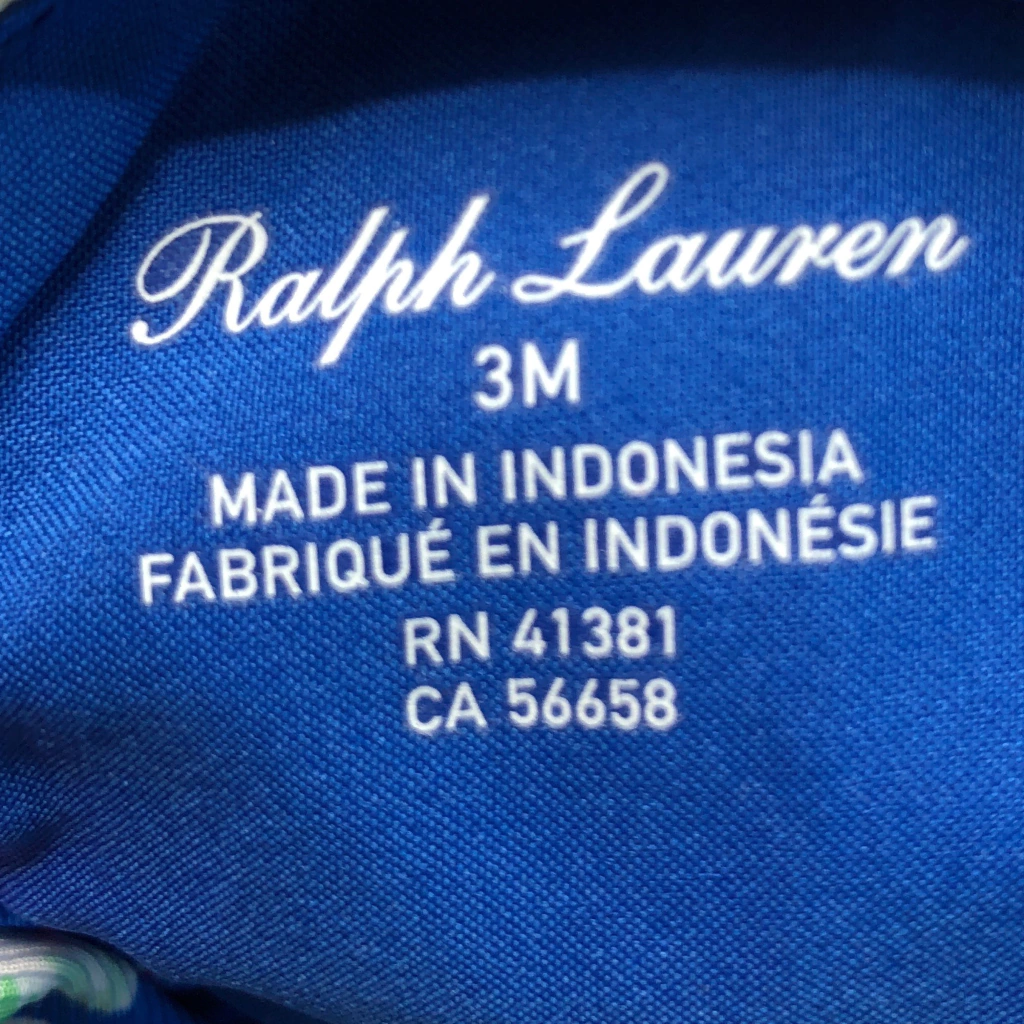 Ralph Lauren
3M
MADE IN INDONESIA
FABRIQUÉ EN INDONÉSIE
RN 41381
CA 56658